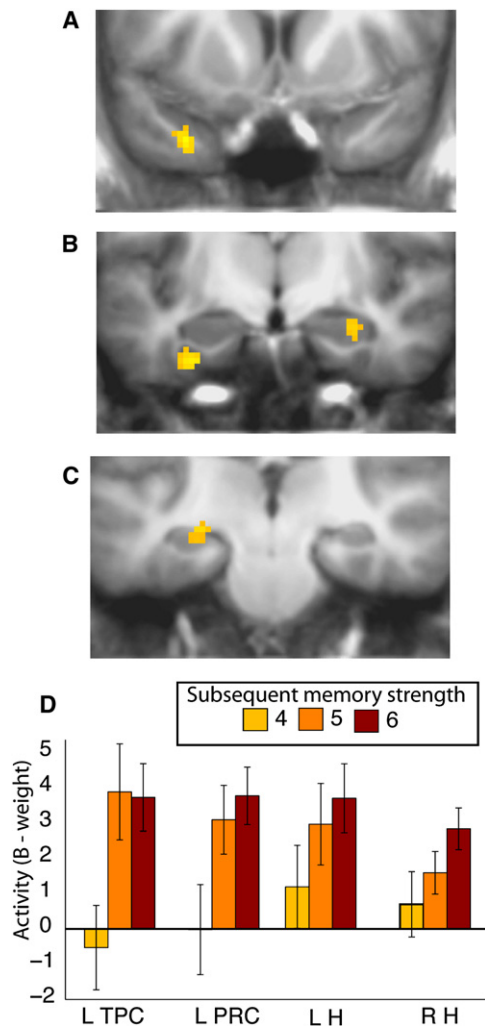 A
B
C
D
Subsequent memory strength
4 5 6
Activity (B - weight)
5
4
3
2
1
0
−1
−2
L TPC L PRC L H R H